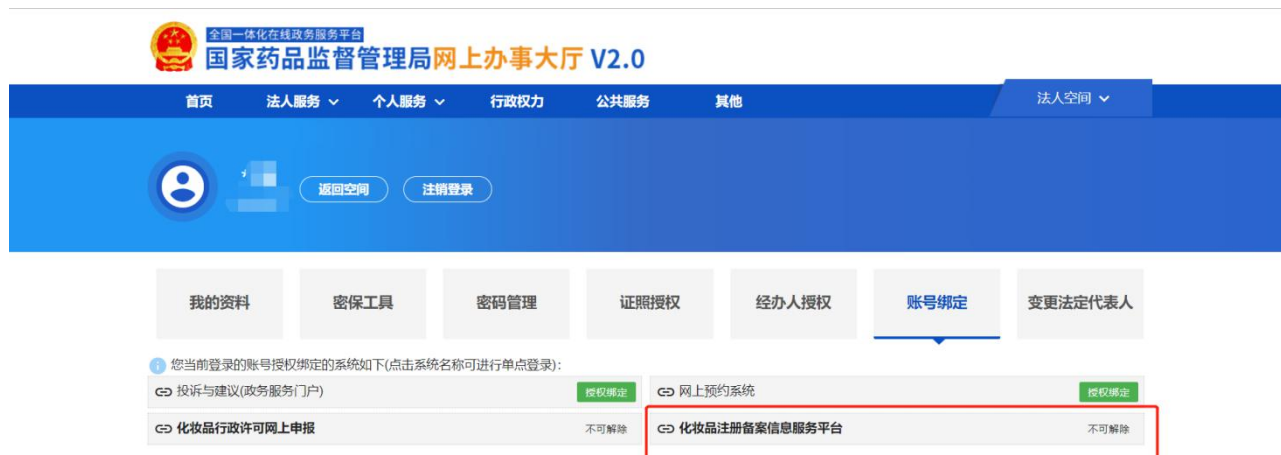 全国一体化在线政务服务平台
国家药品监督管理局网上办事大厅 V2.0
首页 法人服务 个人服务 行政权力 公共服务 其他 法人空间
返回空间 注销登录
我的资料 密保工具 密码管理 证照授权 经办人授权 账号绑定 变更法定代表人
您当前登录的账号授权绑定的系统如下(点击系统名称可进行单点登录):
投诉与建议(政务服务门户) 授权绑定 网上预约系统 授权绑定
化妆品行政许可网上申报 不可解除 化妆品注册备案信息服务平台 不可解除